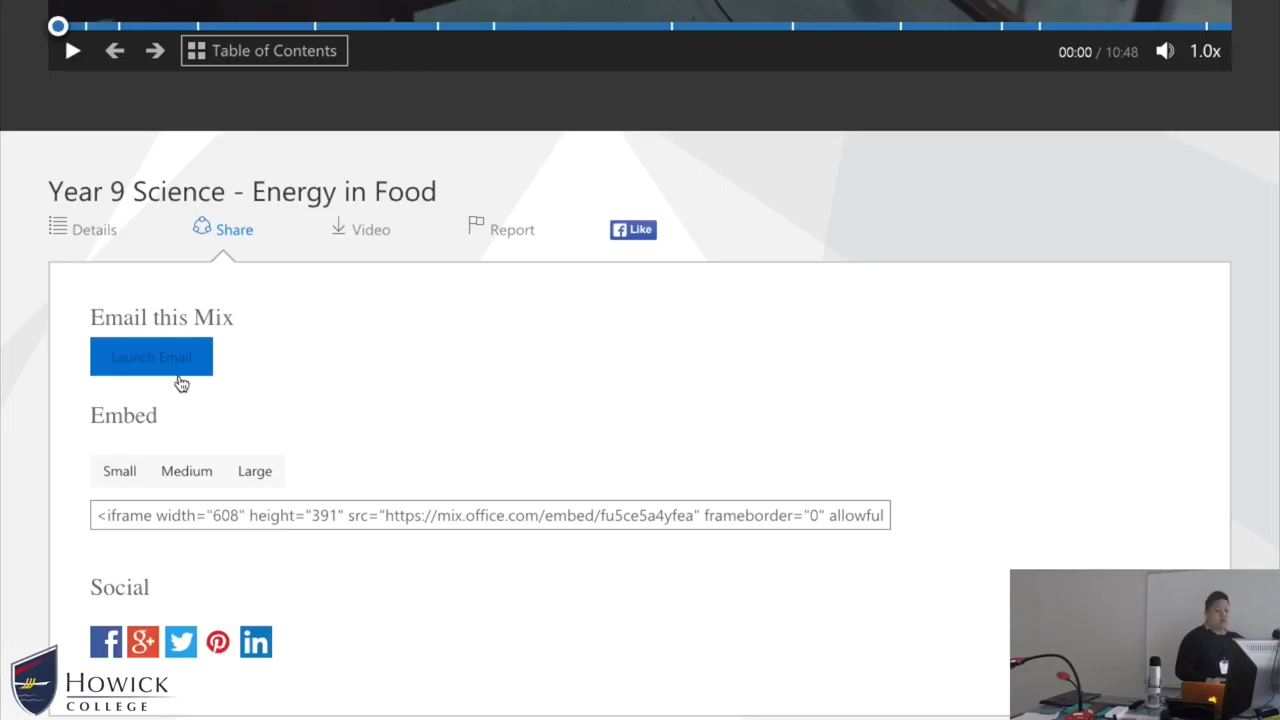 Table of Contents
00:00 / 10:48
1.0x
Year 9 Science - Energy in Food
Details
Share
Video
Report
Like
Email this Mix
Launch Email
Embed
Small
Medium
Large
<iframe width="608" height="391" src="https://mix.office.com/embed/fu5ce5a4yfea" frameborder="0" allowful
Social
HOWICK
COLLEGE